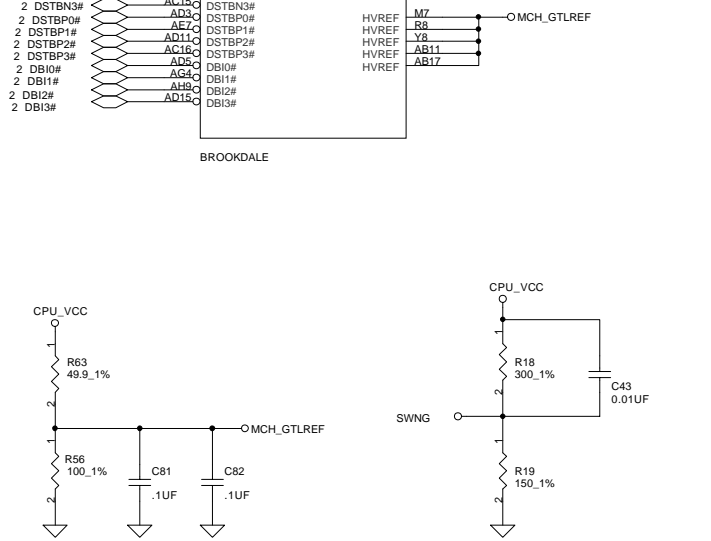 2 DSTBN3# AC15 DSTBN3#
2 DSTBP0# AD3 DSTBP0# HVREF M7 MCH_GTLREF
2 DSTBP1# AE7 DSTBP1# HVREF R8
2 DSTBP2# AD11 DSTBP2# HVREF Y8
2 DSTBP3# AC16 DSTBP3# HVREF AB11
2 DBI0# AD5 DBI0# HVREF AB17
2 DBI1# AG4 DBI1#
2 DBI2# AH9 DBI2#
2 DBI3# AD15 DBI3#
BROOKDALE
CPU_VCC
1
R63
49.9_1%
2
MCH_GTLREF
1
R56
100_1%
2
C81
.1UF
C82
.1UF
CPU_VCC
1
R18
300_1%
2
C43
0.01UF
SWNG
1
R19
150_1%
2